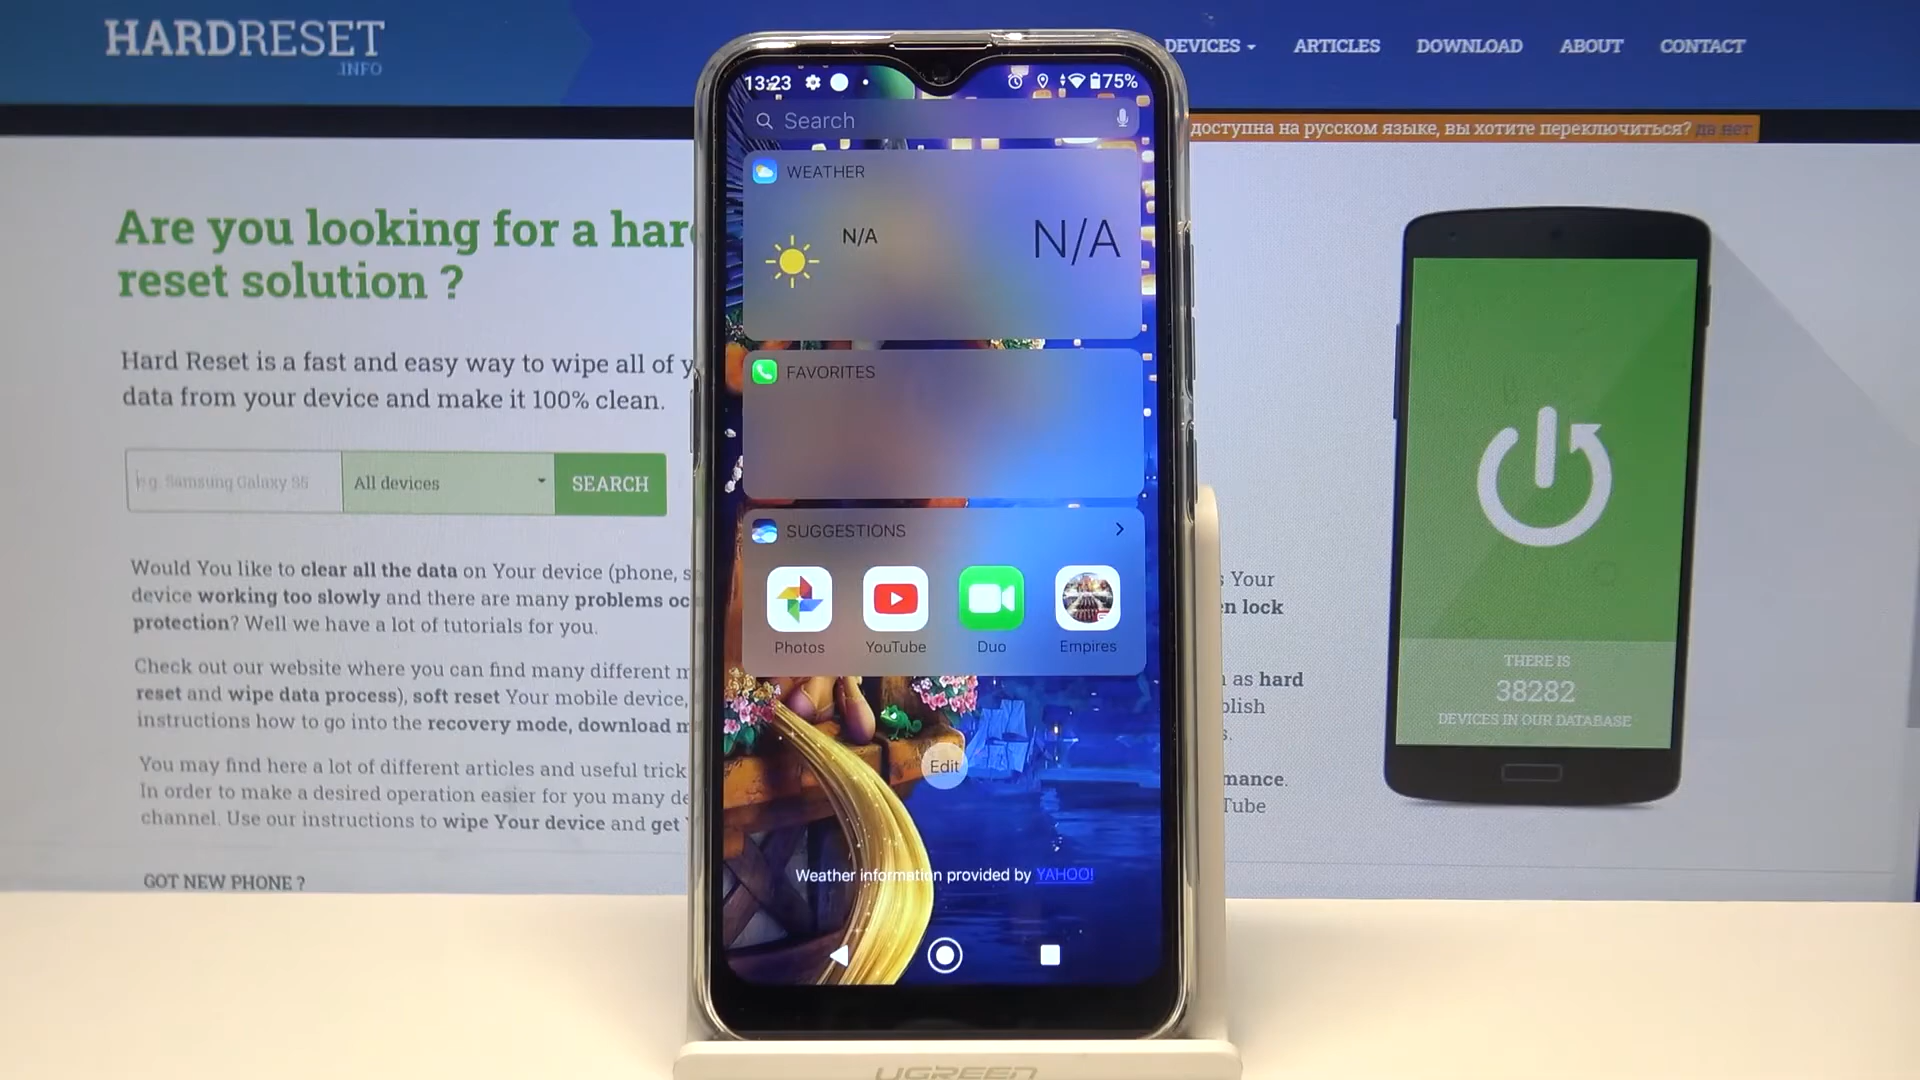 HARDRESET
.INFO
DEVICES
ARTICLES
DOWNLOAD
ABOUT
CONTACT
доступна на русском языке, вы хотите переключиться? да нет
Are you looking for a hard
reset solution ?
Hard Reset is a fast and easy way to wipe all of y
data from your device and make it 100% clean.
e.g. Samsung Galaxy S6
All devices
SEARCH
Would You like to clear all the data on Your device (phone, s
device working too slowly and there are many problems oc
protection? Well we have a lot of tutorials for you.
Check out our website where you can find many different m
reset and wipe data process), soft reset Your mobile device,
instructions how to go into the recovery mode, download m
You may find here a lot of different articles and useful trick
In order to make a desired operation easier for you many de
channel. Use our instructions to wipe Your device and get
GOT NEW PHONE ?
13:23
75%
Search
WEATHER
N/A
N/A
FAVORITES
SUGGESTIONS
Photos
YouTube
Duo
Empires
Edit
Weather information provided by YAHOO!
UGREEN
Your
en lock
as hard
blish
s.
mance.
Tube
THERE IS
38282
DEVICES IN OUR DATABASE